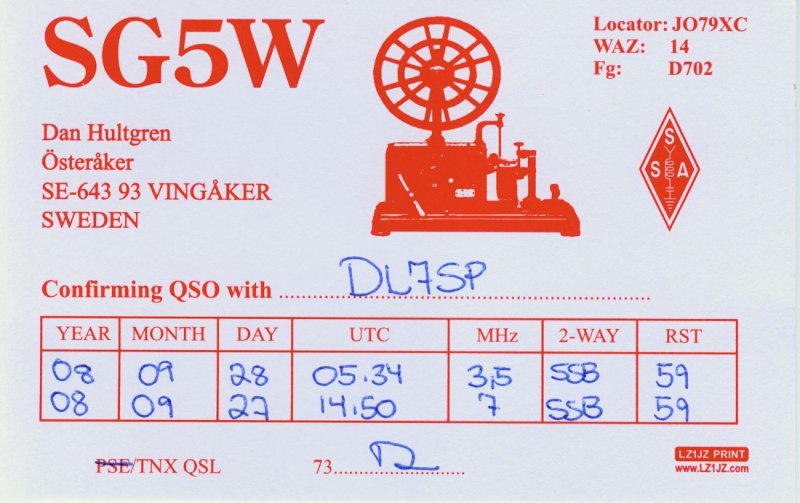 SG5W
Locator: JO79XC
WAZ: 14
Fg: D702
Dan Hultgren
Österåker
SE-643 93 VINGÅKER
SWEDEN
S
S A
Confirming QSO with DL7SP
YEAR MONTH DAY UTC MHz 2-WAY RST
08 09 28 05.34 3,5 SSB 59
08 09 27 14.50 7 SSB 59
PSE/TNX QSL 73
LZ1JZ PRINT
www.LZ1JZ.com